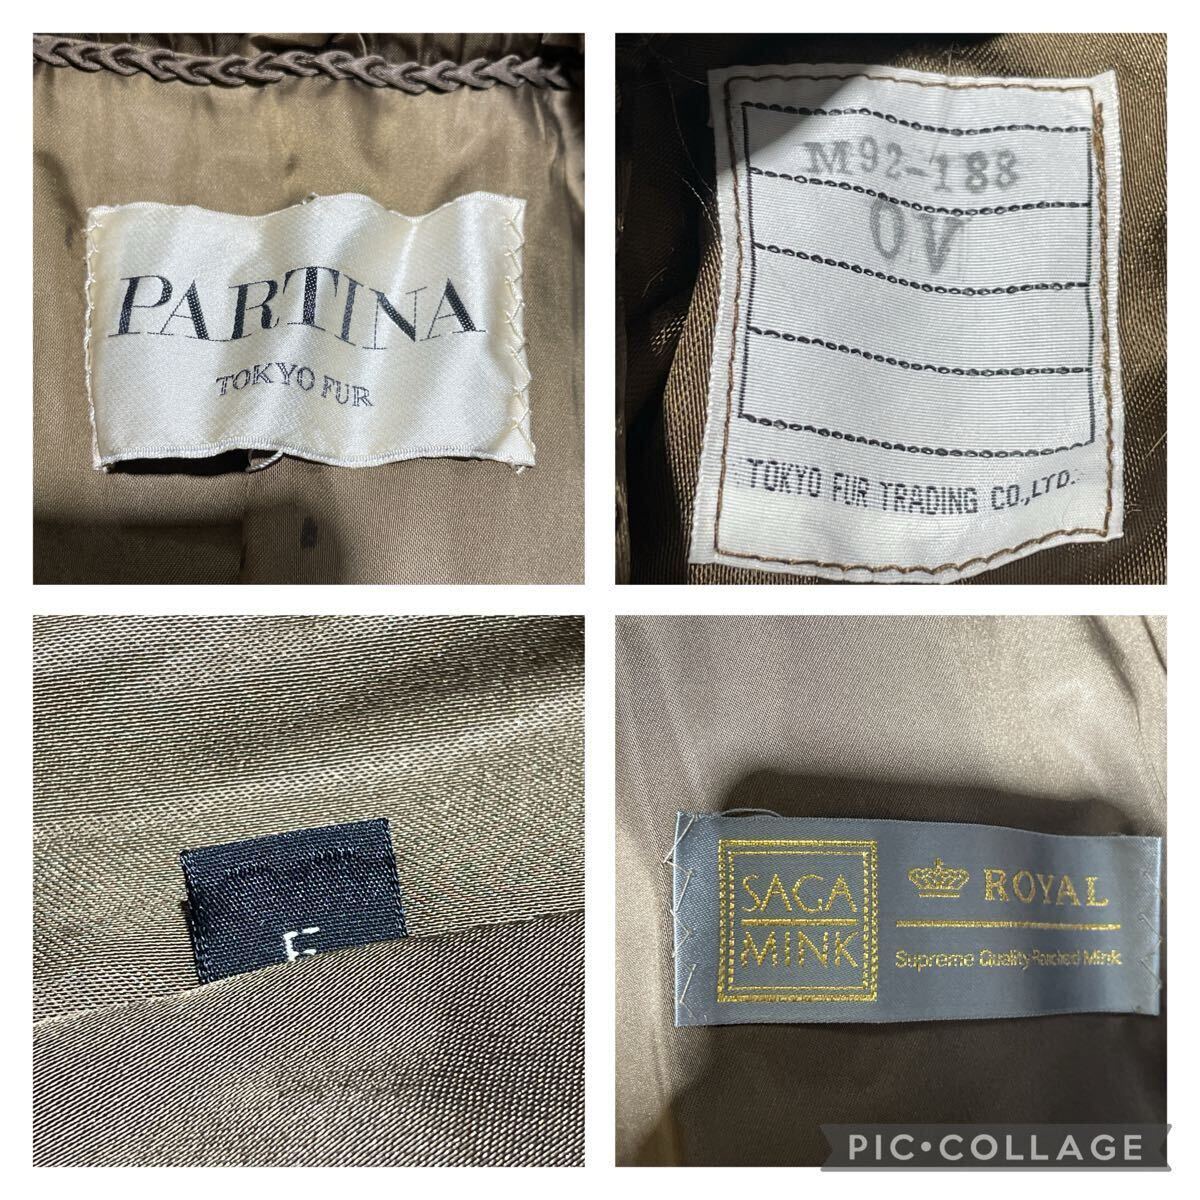 PARTINA
TOKYO FUR
M92-188
OV
TOKYO FUR TRADING CO.,LTD.
F
SAGA
MINK
ROYAL
Supreme Quality Ranched Mink
PIC•COLLAGE